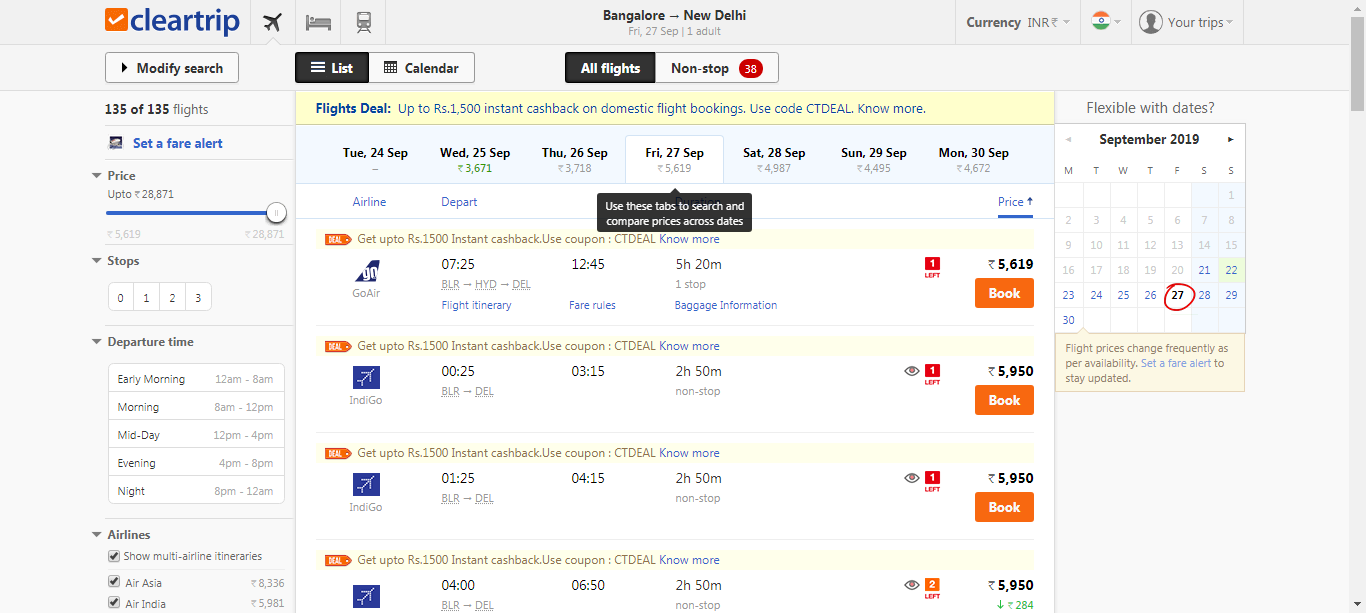 cleartrip
Bangalore → New Delhi
Fri, 27 Sep | 1 adult
Currency INR ₹
Your trips
Modify search
List
Calendar
All flights
Non-stop 38
135 of 135 flights
Set a fare alert
Price
Upto ₹ 28,871
₹ 5,619 ₹ 28,871
Stops
0 1 2 3
Departure time
Early Morning 12am - 8am
Morning 8am - 12pm
Mid-Day 12pm - 4pm
Evening 4pm - 8pm
Night 8pm - 12am
Airlines
Show multi-airline itineraries
Air Asia ₹ 8,336
Air India ₹ 5,981
Flights Deal: Up to Rs.1,500 instant cashback on domestic flight bookings. Use code CTDEAL. Know more.
Tue, 24 Sep Wed, 25 Sep Thu, 26 Sep Fri, 27 Sep Sat, 28 Sep Sun, 29 Sep Mon, 30 Sep
– ₹ 3,671 ₹ 3,718 ₹ 5,619 ₹ 4,987 ₹ 4,495 ₹ 4,672
Use these tabs to search and
compare prices across dates
Airline Depart Price ↑
DEAL Get upto Rs.1500 Instant cashback.Use coupon : CTDEAL Know more
go
07:25 12:45 5h 20m 1 ₹ 5,619
GoAir BLR → HYD → DEL 1 stop LEFT
Book
Flight itinerary Fare rules Baggage Information
DEAL Get upto Rs.1500 Instant cashback.Use coupon : CTDEAL Know more
00:25 03:15 2h 50m 1 ₹ 5,950
IndiGo BLR → DEL non-stop LEFT
Book
DEAL Get upto Rs.1500 Instant cashback.Use coupon : CTDEAL Know more
01:25 04:15 2h 50m 1 ₹ 5,950
IndiGo BLR → DEL non-stop LEFT
Book
DEAL Get upto Rs.1500 Instant cashback.Use coupon : CTDEAL Know more
04:00 06:50 2h 50m 2 ₹ 5,950
BLR → DEL non-stop LEFT ↓ ₹ 284
Flexible with dates?
September 2019
M T W T F S S
1
2 3 4 5 6 7 8
9 10 11 12 13 14 15
16 17 18 19 20 21 22
23 24 25 26 27 28 29
30
Flight prices change frequently as
per availability. Set a fare alert to
stay updated.